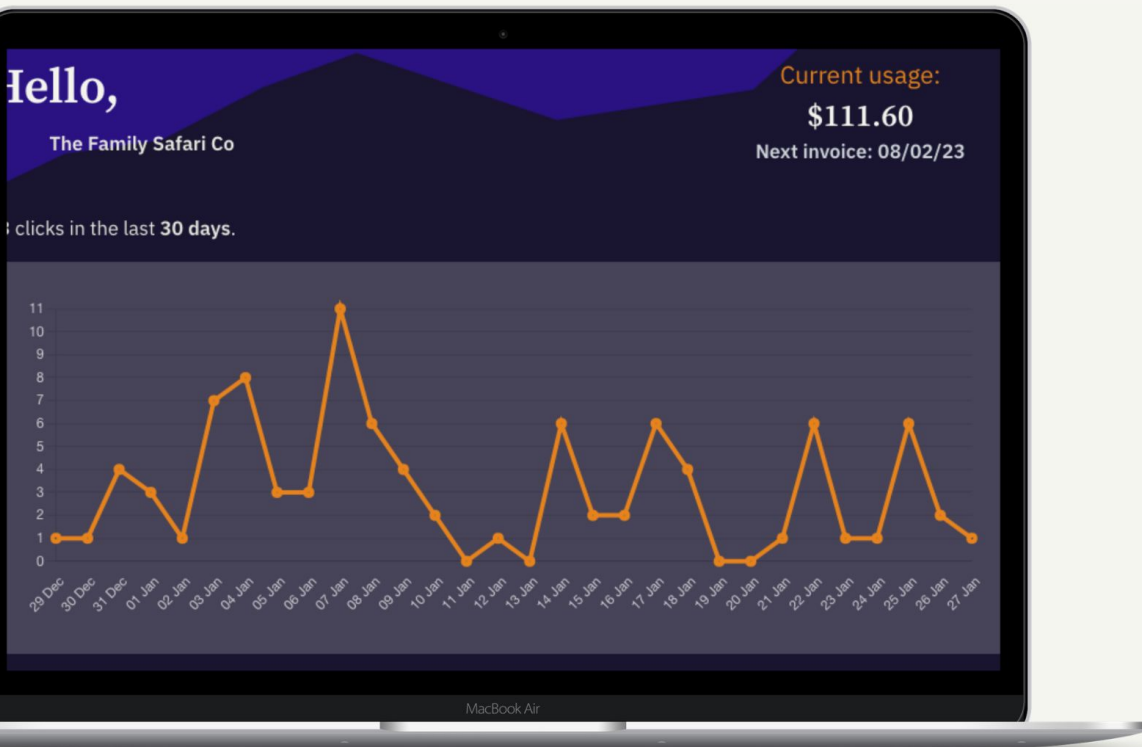 Hello,
The Family Safari Co
Current usage:
$111.60
Next invoice: 08/02/23
clicks in the last 30 days.
11
10
9
8
7
6
5
4
3
2
1
0
29 Dec
30 Dec
31 Dec
01 Jan
02 Jan
03 Jan
04 Jan
05 Jan
06 Jan
07 Jan
08 Jan
09 Jan
10 Jan
11 Jan
12 Jan
13 Jan
14 Jan
15 Jan
16 Jan
17 Jan
18 Jan
19 Jan
20 Jan
21 Jan
22 Jan
23 Jan
24 Jan
25 Jan
26 Jan
27 Jan
MacBook Air